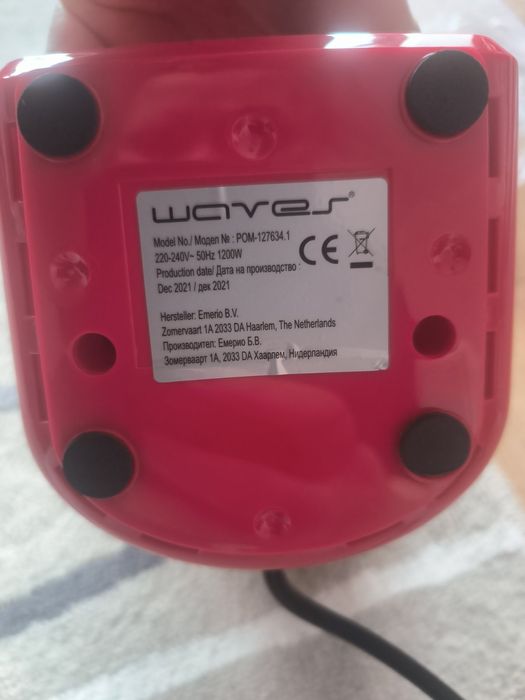 waves®
Model No./ Модел № : POM-127634.1
220-240V~ 50Hz 1200W
Production date/ Дата на производство :
Dec 2021 / дек 2021
CE
Hersteller: Emerio B.V.
Zomervaart 1A 2033 DA Haarlem, The Netherlands
Производител: Емерио Б.В.
Зомерваарт 1А, 2033 DA Хаарлем, Нидерландия